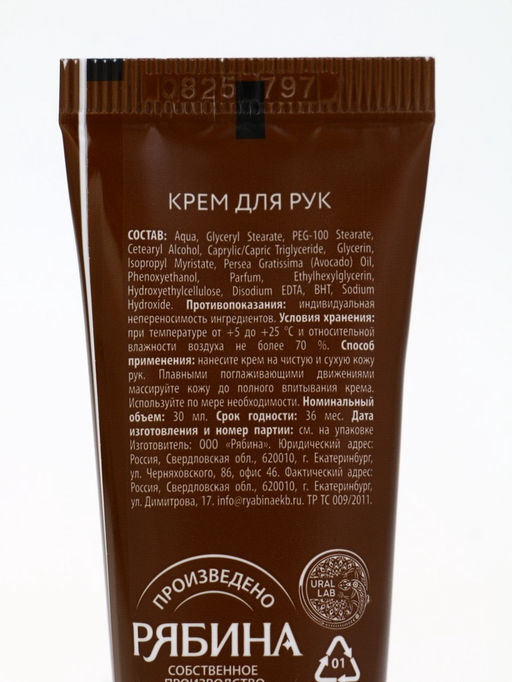 0825 797
КРЕМ ДЛЯ РУК
СОСТАВ: Aqua, Glyceryl Stearate, PEG-100 Stearate,
Cetearyl Alcohol, Caprylic/Capric Triglyceride, Glycerin,
Isopropyl Myristate, Persea Gratissima (Avocado) Oil,
Phenoxyethanol, Parfum, Ethylhexylglycerin,
Hydroxyethylcellulose, Disodium EDTA, BHT, Sodium
Hydroxide. Противопоказания: индивидуальная
непереносимость ингредиентов. Условия хранения:
при температуре от +5 до +25 °С и относительной
влажности воздуха не более 70 %. Способ
применения: нанесите крем на чистую и сухую кожу
рук. Плавными поглаживающими движениями
массируйте кожу до полного впитывания крема.
Используйте по мере необходимости. Номинальный
объем: 30 мл. Срок годности: 36 мес. Дата
изготовления и номер партии: см. на упаковке
Изготовитель: ООО «Рябина». Юридический адрес:
Россия, Свердловская обл., 620010, г. Екатеринбург,
ул. Черняховского, 86, офис 46. Фактический адрес:
Россия, Свердловская обл., 620010, г. Екатеринбург,
ул. Димитрова, 17. info@ryabinaekb.ru. ТР ТС 009/2011.
ПРОИЗВЕДЕНО
РЯБИНА
СОБСТВЕННОЕ
ПРОИЗВОДСТВО
URAL
LAB
01